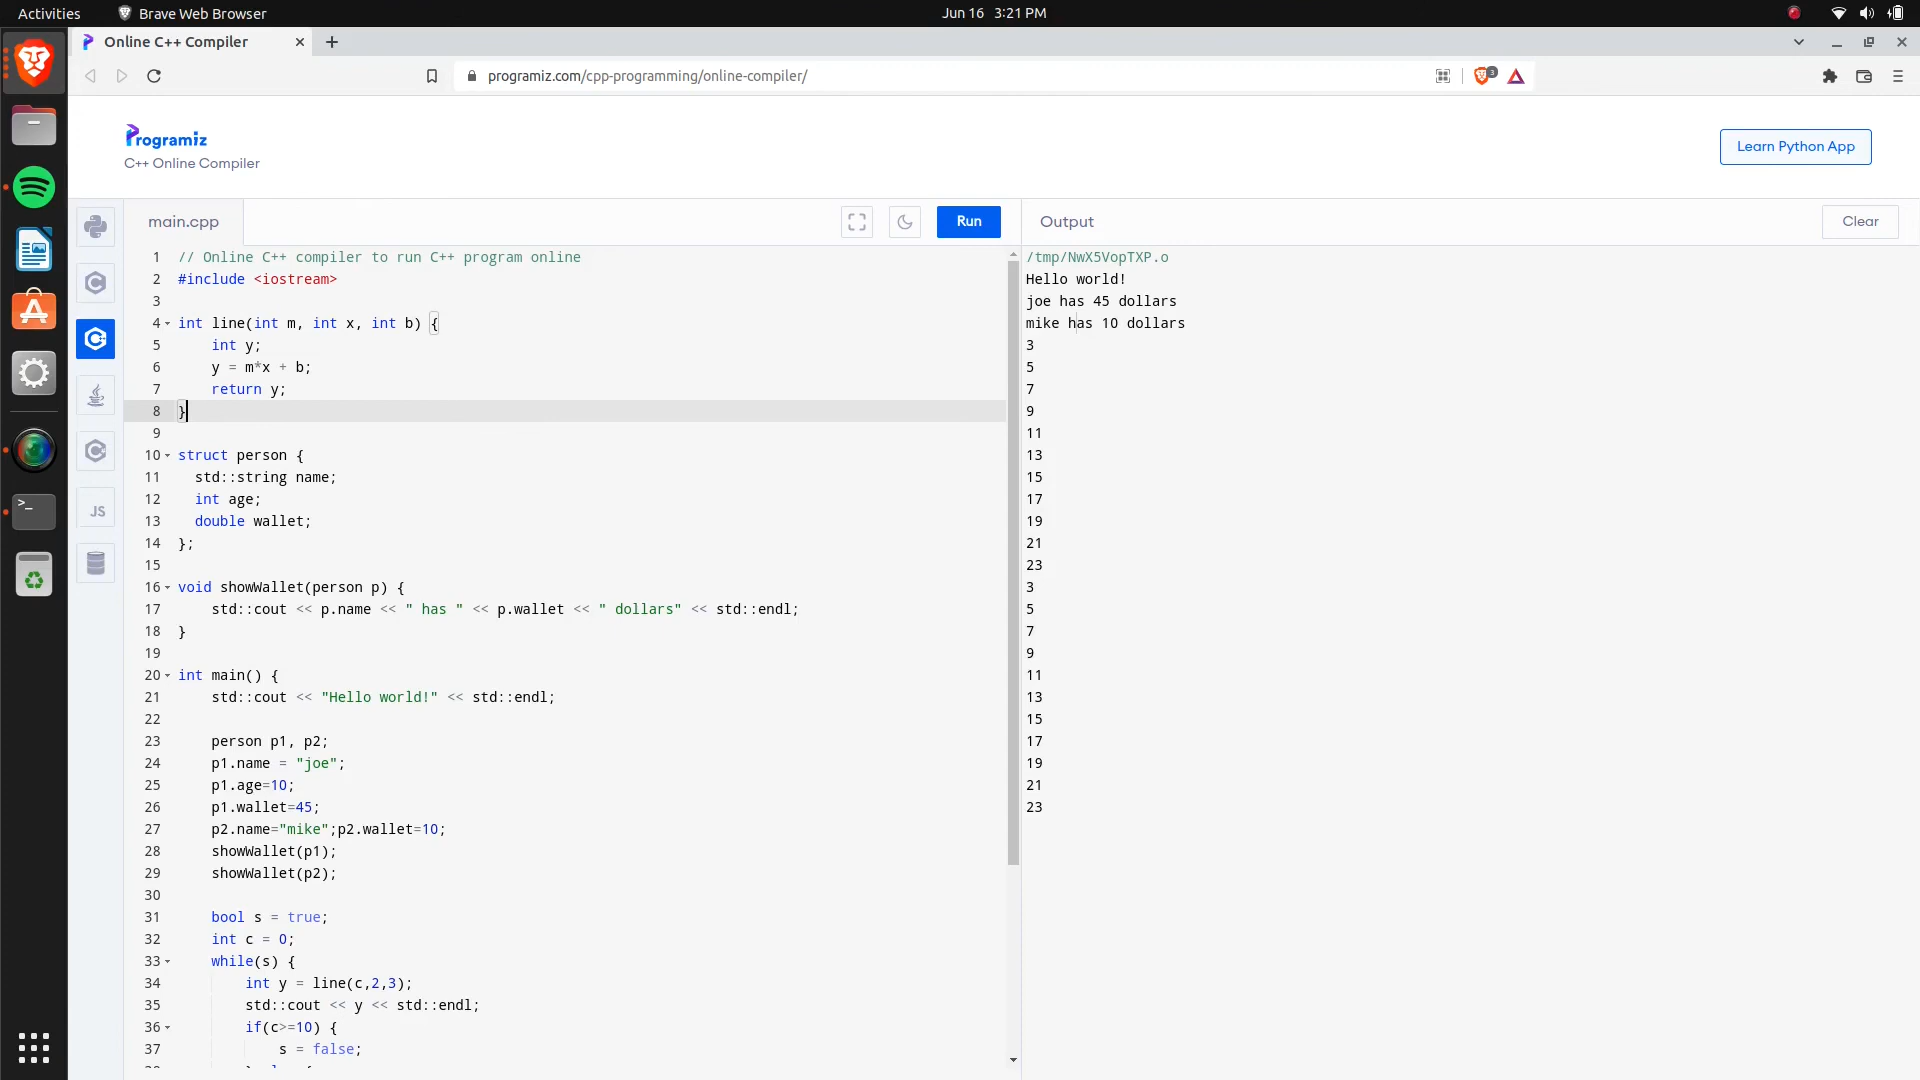 Activities
Brave Web Browser
Jun 16 3:21 PM
Online C++ Compiler
programiz.com/cpp-programming/online-compiler/
3
Programiz
C++ Online Compiler
Learn Python App
main.cpp
Run
Output
Clear
1 // Online C++ compiler to run C++ program online
2 #include <iostream>
3
4 int line(int m, int x, int b) {
5     int y;
6     y = m*x + b;
7     return y;
8 }
9
10 struct person {
11   std::string name;
12   int age;
13   double wallet;
14 };
15
16 void showWallet(person p) {
17     std::cout << p.name << " has " << p.wallet << " dollars" << std::endl;
18 }
19
20 int main() {
21     std::cout << "Hello world!" << std::endl;
22
23     person p1, p2;
24     p1.name = "joe";
25     p1.age=10;
26     p1.wallet=45;
27     p2.name="mike";p2.wallet=10;
28     showWallet(p1);
29     showWallet(p2);
30
31     bool s = true;
32     int c = 0;
33     while(s) {
34         int y = line(c,2,3);
35         std::cout << y << std::endl;
36         if(c>=10) {
37             s = false;
/tmp/NwX5VopTXP.o
Hello world!
joe has 45 dollars
mike has 10 dollars
3
5
7
9
11
13
15
17
19
21
23
3
5
7
9
11
13
15
17
19
21
23
JS
>_